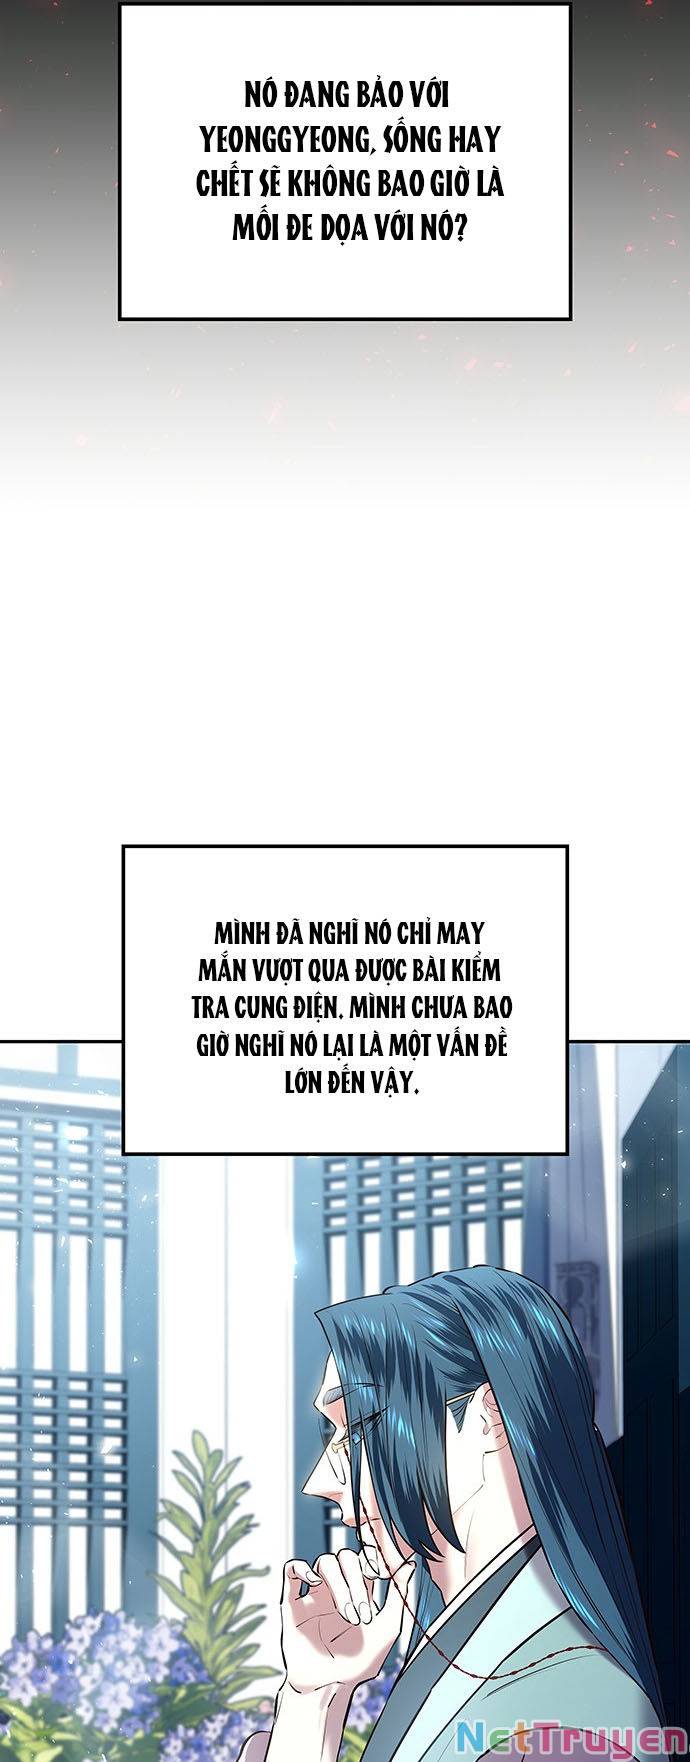 NÓ ĐANG BẢO VỚI
YEONGGYEONG, SỐNG HAY
CHẾT SẼ KHÔNG BAO GIỜ LÀ
MỐI ĐE DỌA VỚI NÓ?
MÌNH ĐÃ NGHĨ NÓ CHỈ MAY
MẮN VƯỢT QUA ĐƯỢC BÀI KIỂM
TRA CUNG ĐIỆN. MÌNH CHƯA BAO
GIỜ NGHĨ NÓ LẠI LÀ MỘT VẤN ĐỀ
LỚN ĐẾN VẬY.
NetTruyen